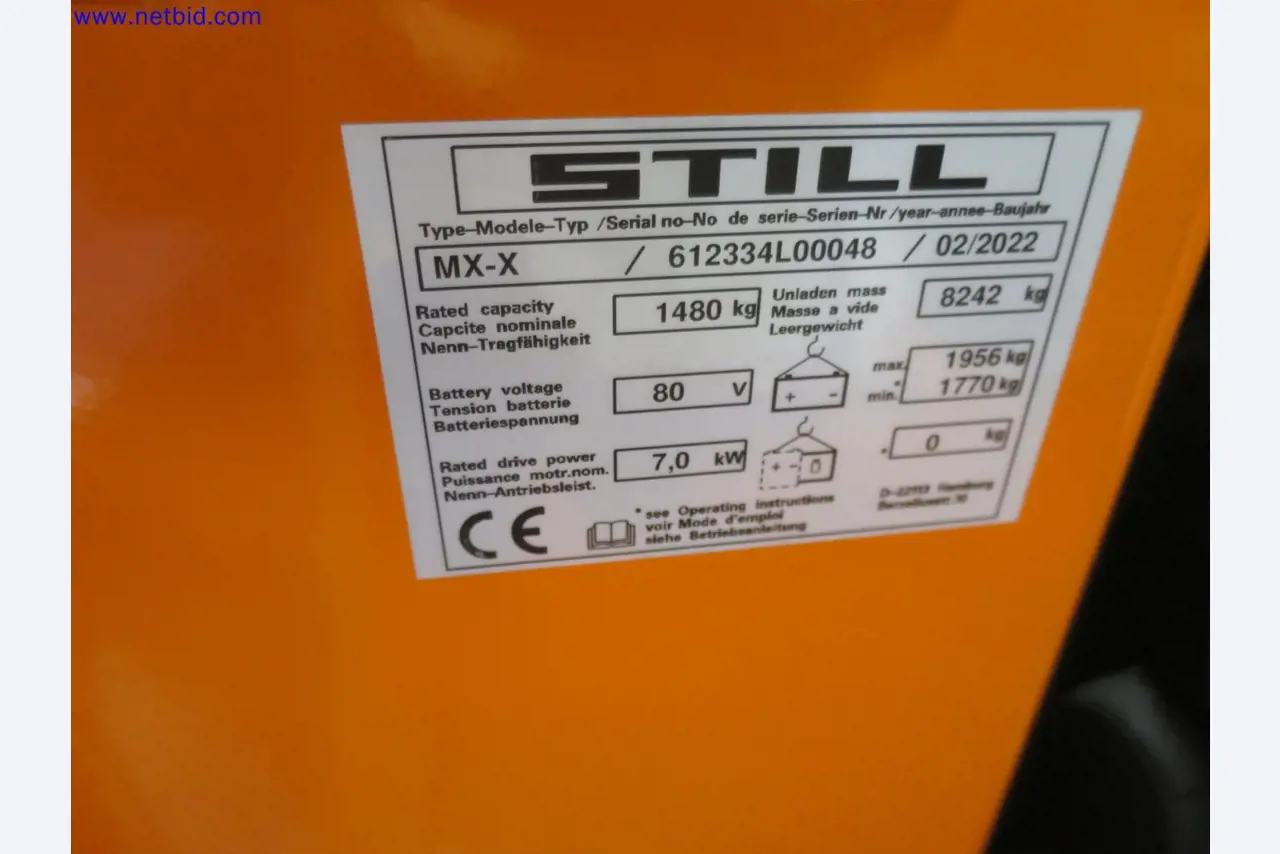 www.netbid.com
STILL
Type-Modele-Typ /Serial no-No de serie-Serien-Nr /year-annee-Baujahr
MX-X / 612334L00048 / 02/2022
Rated capacity
Capcite nominale
Nenn-Tragfähigkeit
1480 kg
Unladen mass
Masse a vide
Leergewicht
8242 kg
Battery voltage
Tension batterie
Batteriespannung
80 V
+ -
max. 1956 kg
* min. 1770 kg
Rated drive power
Puissance motr.nom.
Nenn-Antriebsleist.
7,0 kW
+ -
* 0 kg
CE
* see Operating instructions
voir Mode d'emploi
siehe Betriebsanleitung
D-22113 Hamburg